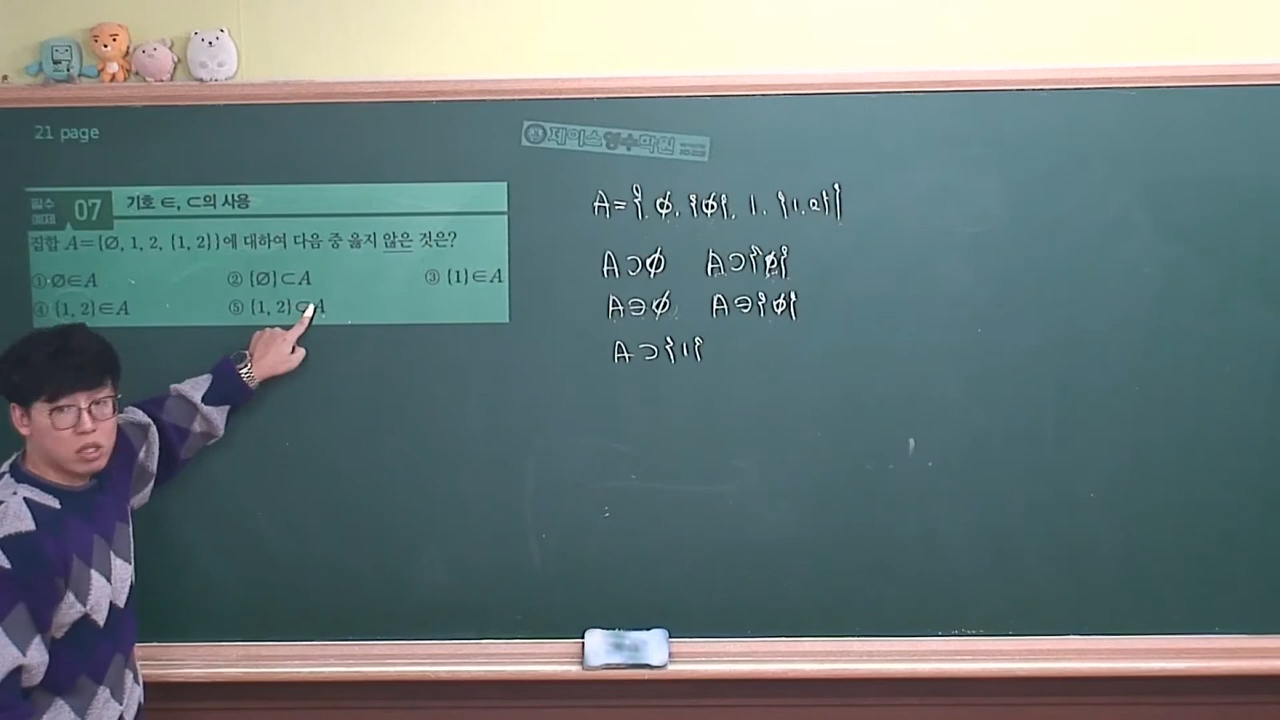 21 page
제이스영수학원
필수 예제 07 기호 ∈, ⊂의 사용
집합 A={∅, 1, 2, {1, 2}}에 대하여 다음 중 옳지 않은 것은?
① ∅∈A ② {∅}⊂A ③ {1}∈A
④ {1, 2}∈A ⑤ {1, 2}⊂A
A={∅, {∅}, 1, {1,2}}
A⊃∅ A⊃{∅}
A∋∅ A∋{∅}
A⊃{1}